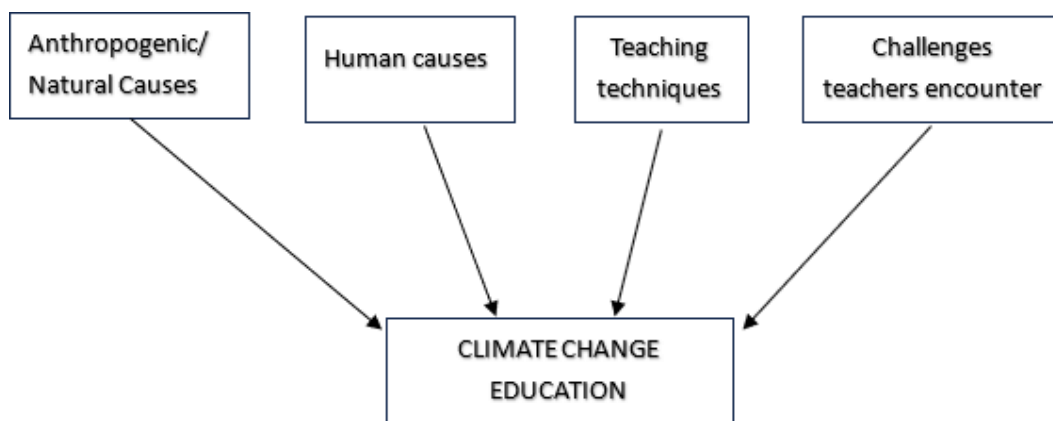 Anthropogenic/
Natural Causes
Human causes
Teaching
techniques
Challenges
teachers encounter
CLIMATE CHANGE
EDUCATION